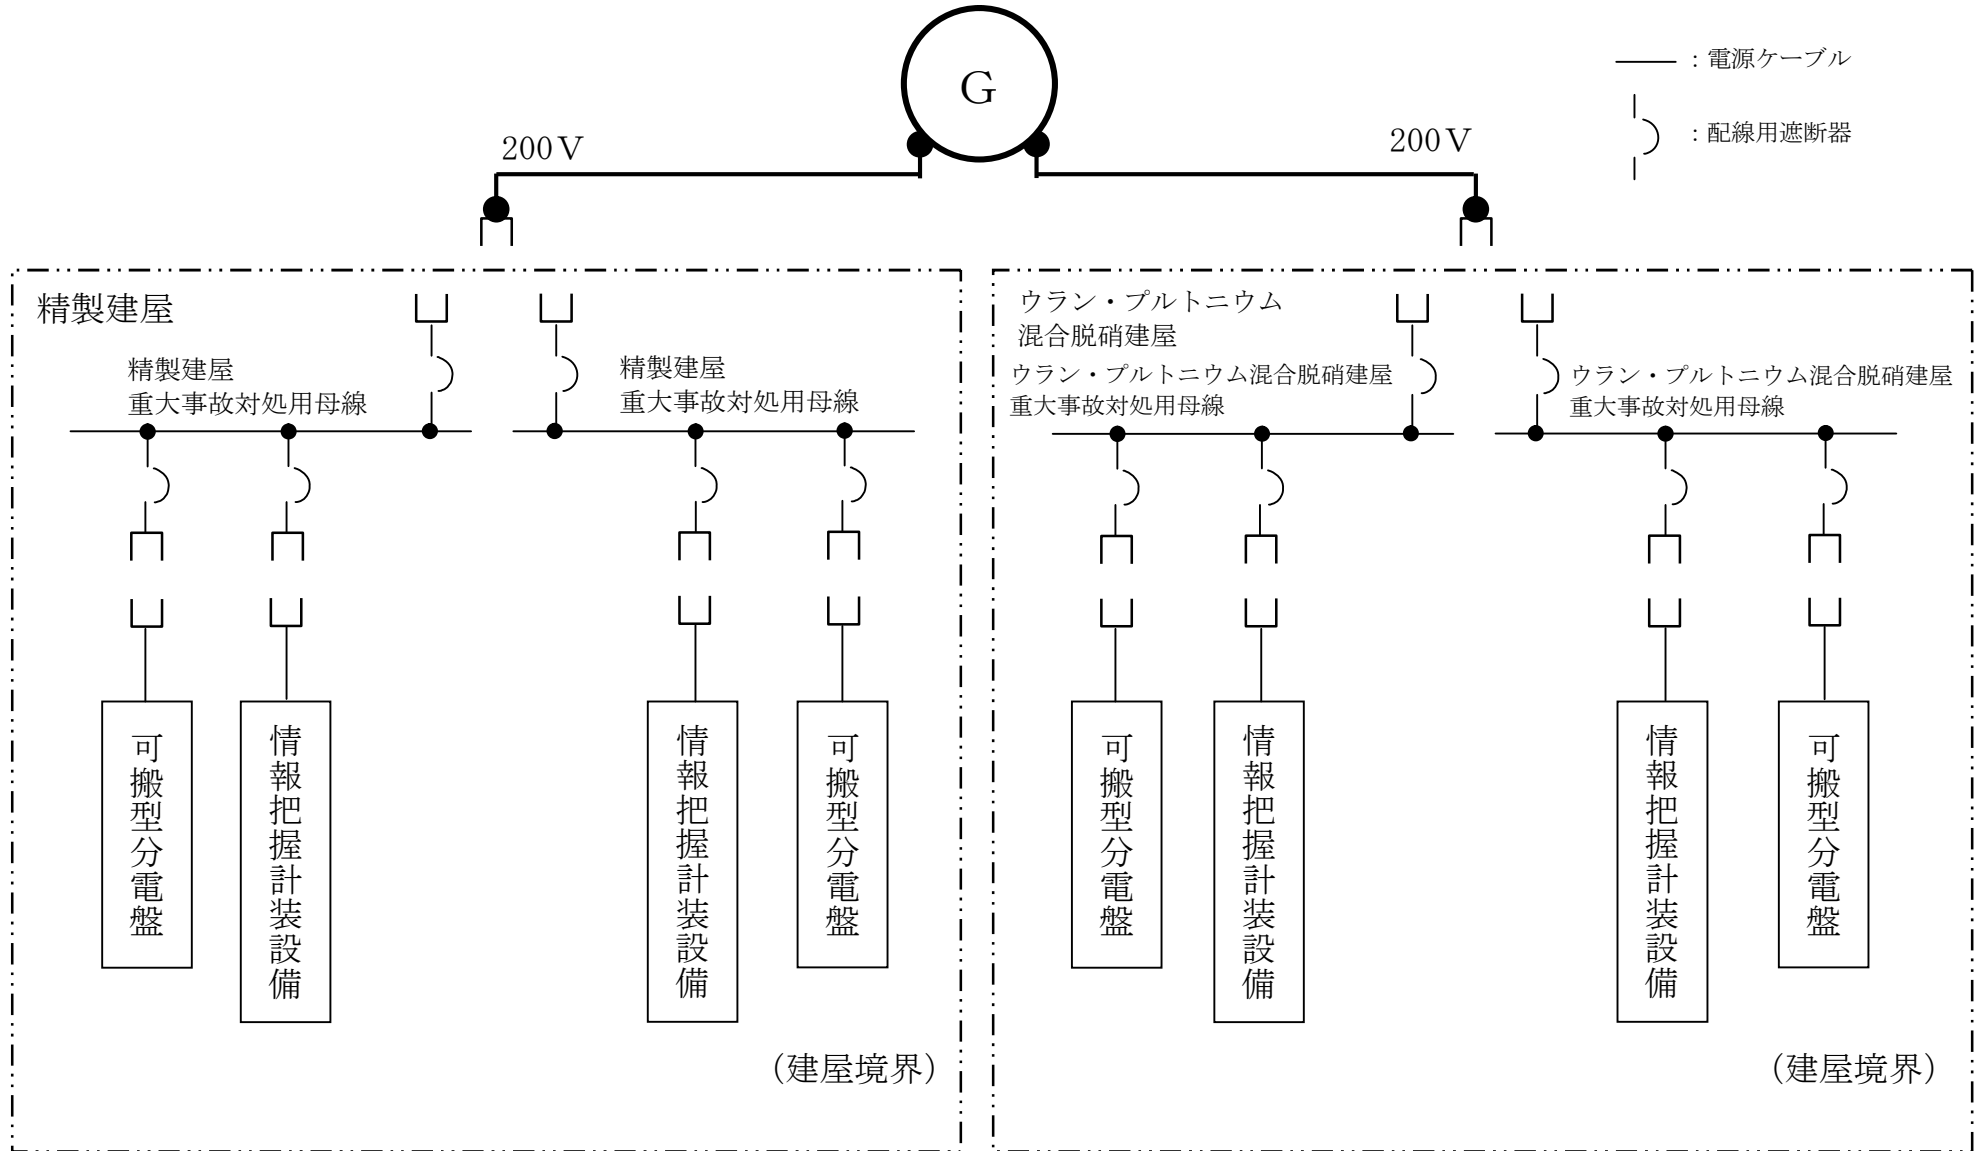 G
：電源ケーブル
：配線用遮断器
200V
200V
精製建屋
精製建屋
重大事故対処用母線
精製建屋
重大事故対処用母線
可搬型分電盤
情報把握計装設備
情報把握計装設備
可搬型分電盤
（建屋境界）
ウラン・プルトニウム
混合脱硝建屋
ウラン・プルトニウム混合脱硝建屋
重大事故対処用母線
ウラン・プルトニウム混合脱硝建屋
重大事故対処用母線
可搬型分電盤
情報把握計装設備
情報把握計装設備
可搬型分電盤
（建屋境界）